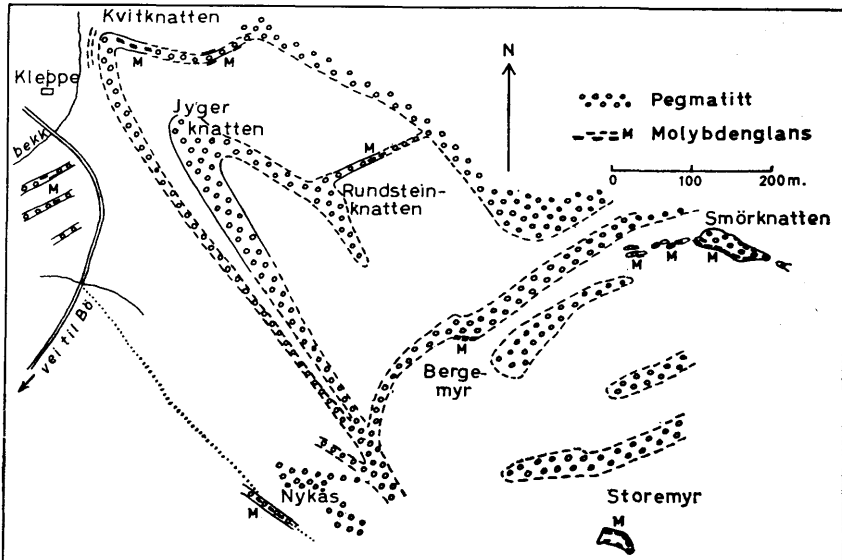 Kvitknatten
M
M
Kleppe
bekk
M
Jyger
knatten
M
Rundstein-
knatten
N
Pegmatitt
M Molybdenglans
0 100 200 m.
Smörknatten
M
M
M
M
Berge-
myr
vei til Bö
Nykås
M
Storemyr
M